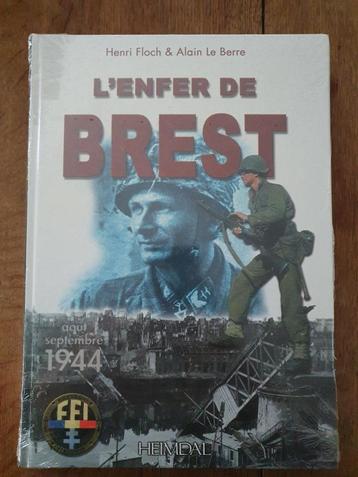 Henri Floch & Alain Le Berre
L'ENFER DE
BREST
août
septembre
1944
FFI
HEIMDAL